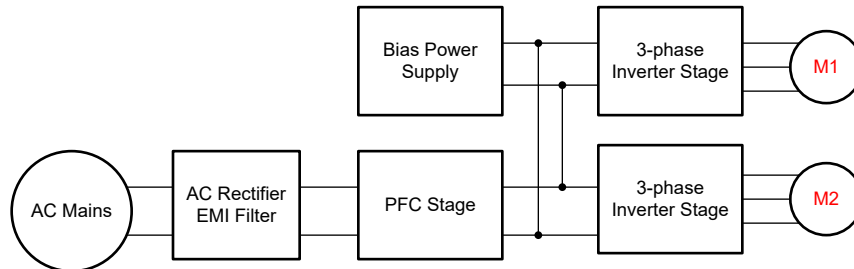 Bias Power
Supply
3-phase
Inverter Stage
M1
AC Mains
AC Rectifier
EMI Filter
PFC Stage
3-phase
Inverter Stage
M2